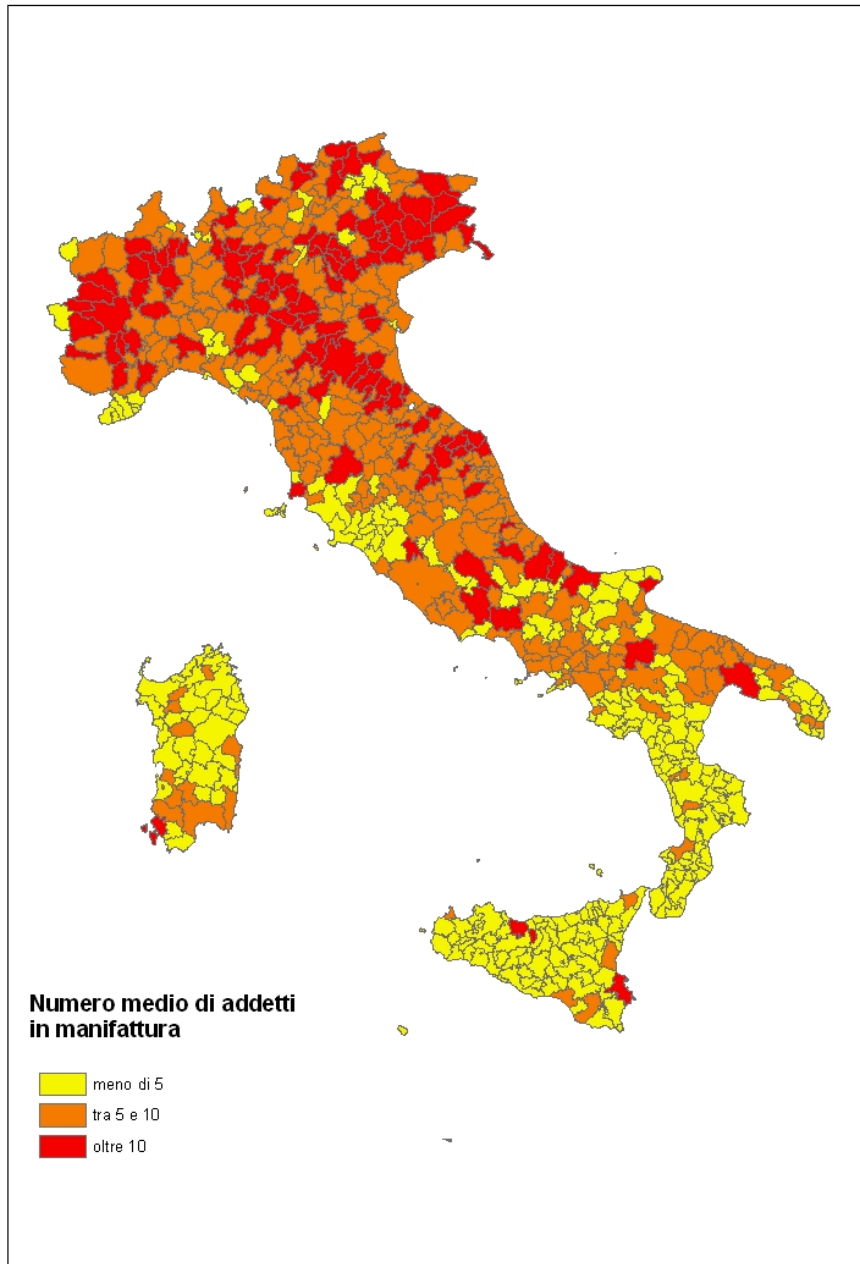 Numero medio di addetti
in manifattura
meno di 5
tra 5 e 10
oltre 10